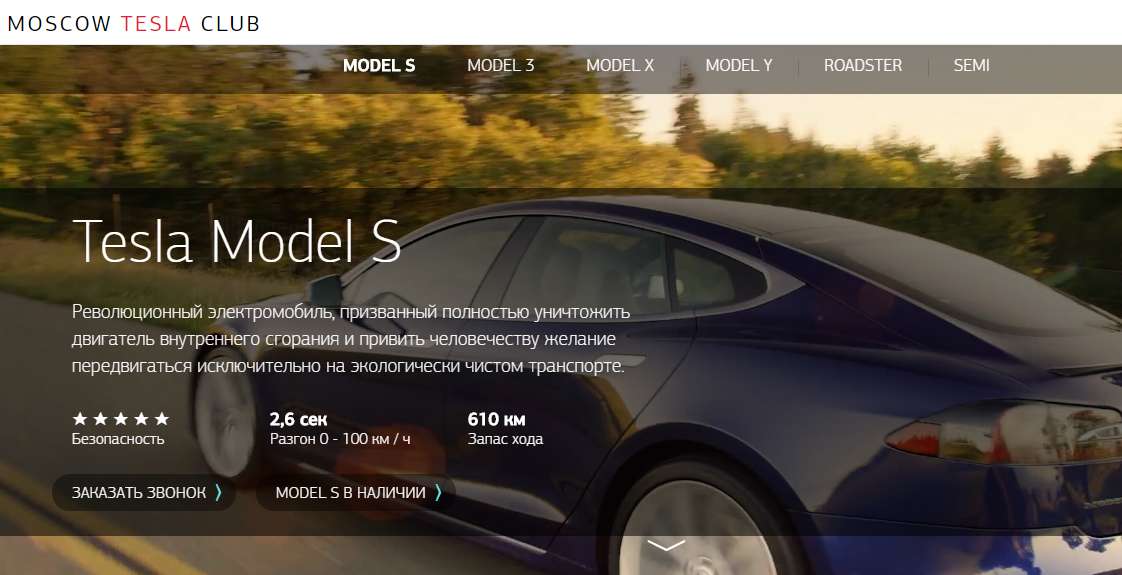 MOSCOW TESLA CLUB
MODEL S MODEL 3 MODEL X MODEL Y ROADSTER SEMI
Tesla Model S
Революционный электромобиль, призванный полностью уничтожить
двигатель внутреннего сгорания и привить человечеству желание
передвигаться исключительно на экологически чистом транспорте.
★★★★★ 2,6 сек 610 км
Безопасность Разгон 0 - 100 км / ч Запас хода
ЗАКАЗАТЬ ЗВОНОК MODEL S В НАЛИЧИИ